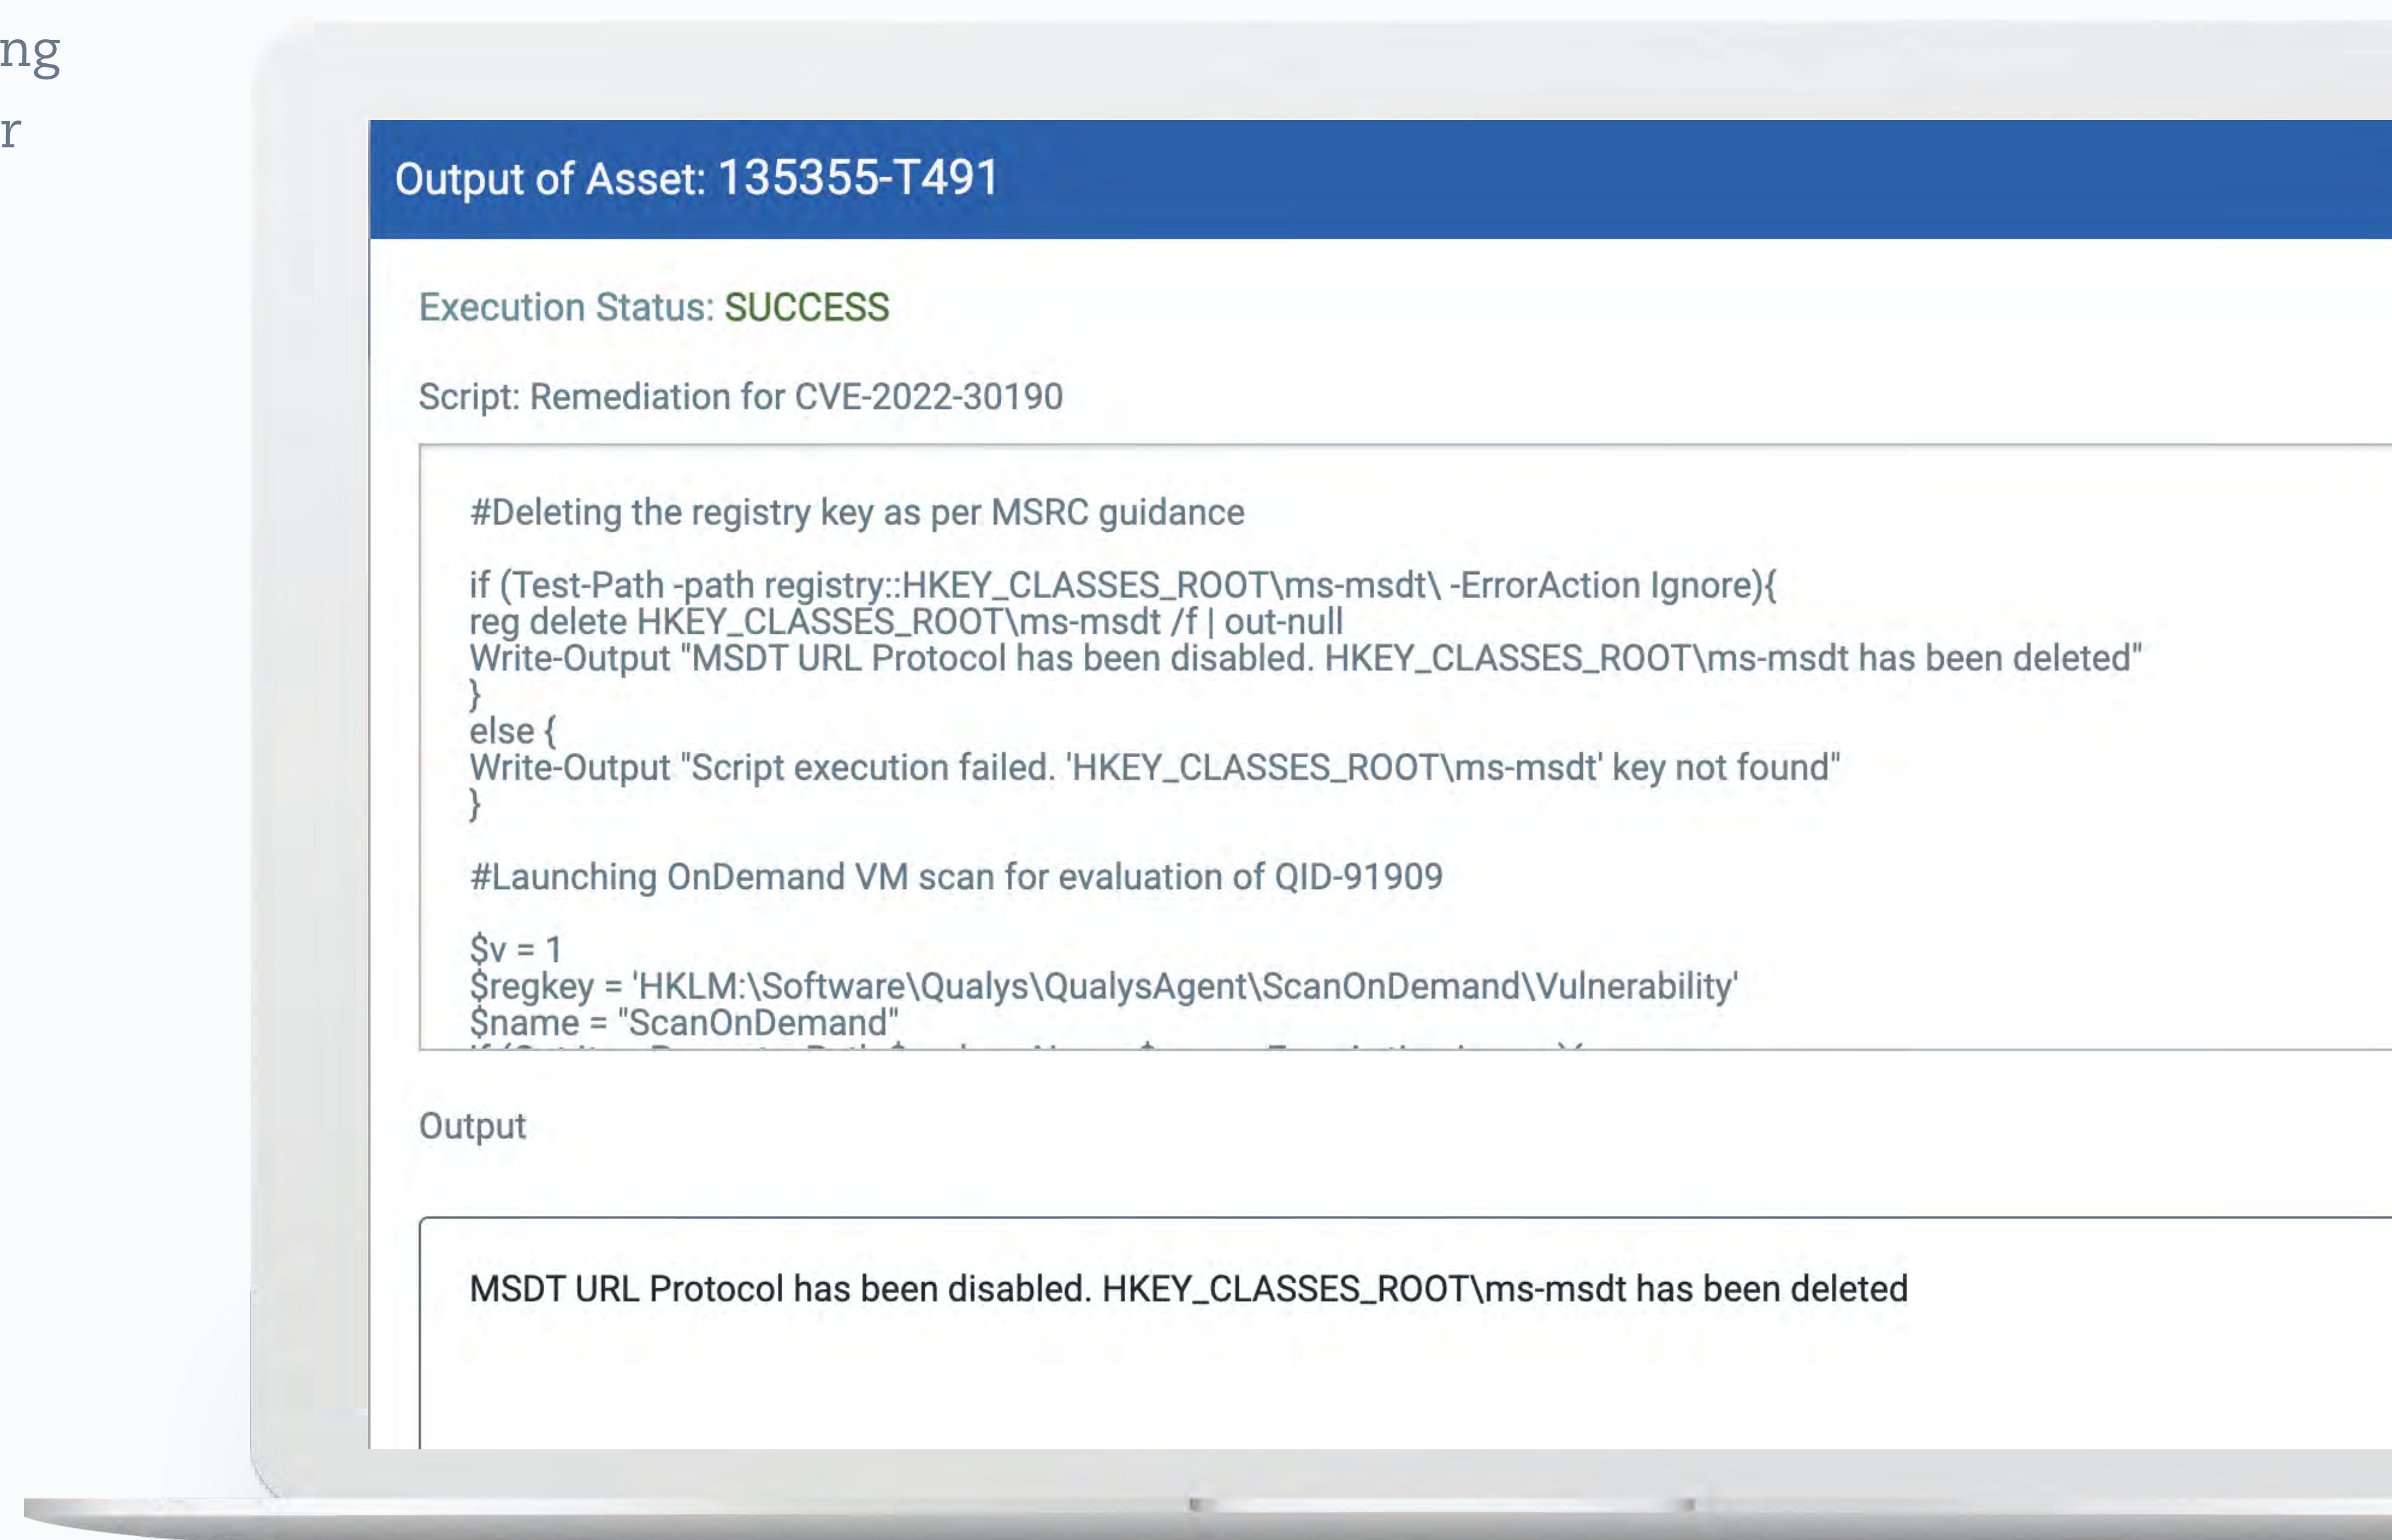 ng
r
Output of Asset: 135355-T491
Execution Status: SUCCESS
Script: Remediation for CVE-2022-30190
#Deleting the registry key as per MSRC guidance
if (Test-Path -path registry::HKEY_CLASSES_ROOT\ms-msdt\ -ErrorAction Ignore){
reg delete HKEY_CLASSES_ROOT\ms-msdt /f | out-null
Write-Output "MSDT URL Protocol has been disabled. HKEY_CLASSES_ROOT\ms-msdt has been deleted"
}
else {
Write-Output "Script execution failed. 'HKEY_CLASSES_ROOT\ms-msdt' key not found"
}
#Launching OnDemand VM scan for evaluation of QID-91909
$v = 1
$regkey = 'HKLM:\Software\Qualys\QualysAgent\ScanOnDemand\Vulnerability'
$name = "ScanOnDemand"
Output
MSDT URL Protocol has been disabled. HKEY_CLASSES_ROOT\ms-msdt has been deleted